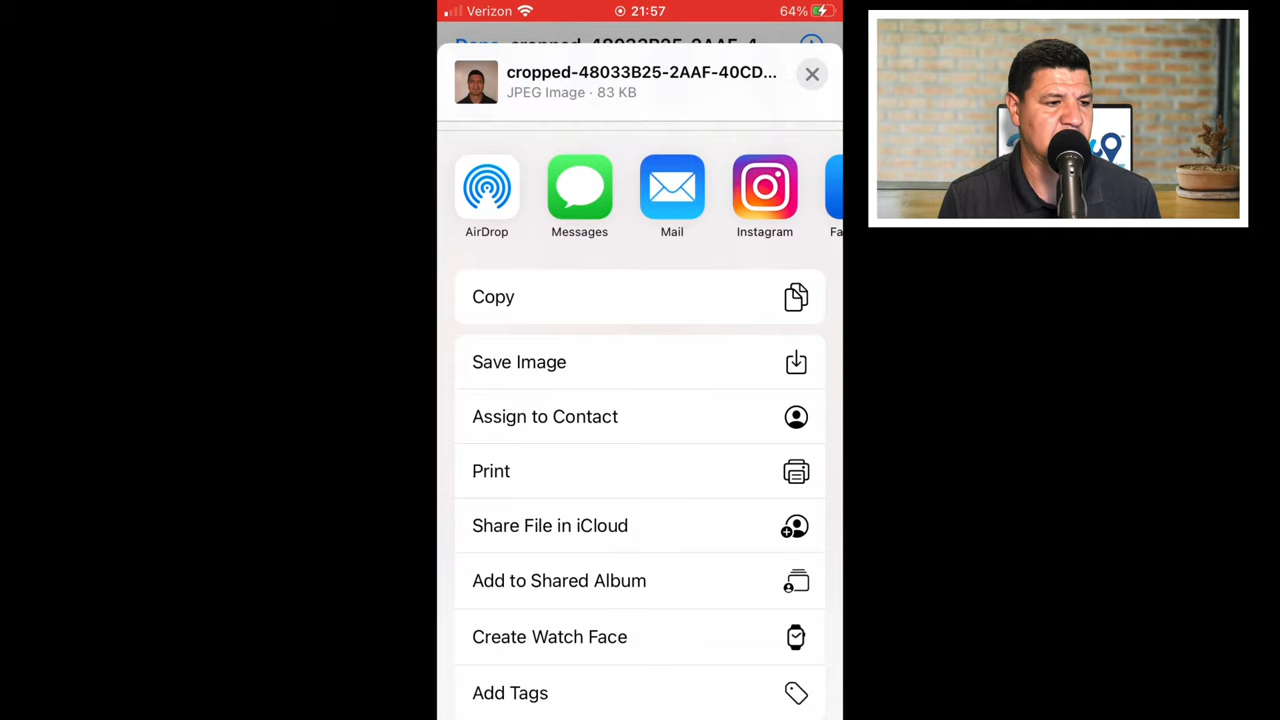 Verizon 21:57 64%
cropped-48033B25-2AAF-40CD...
JPEG Image · 83 KB
AirDrop Messages Mail Instagram Fa
Copy
Save Image
Assign to Contact
Print
Share File in iCloud
Add to Shared Album
Create Watch Face
Add Tags